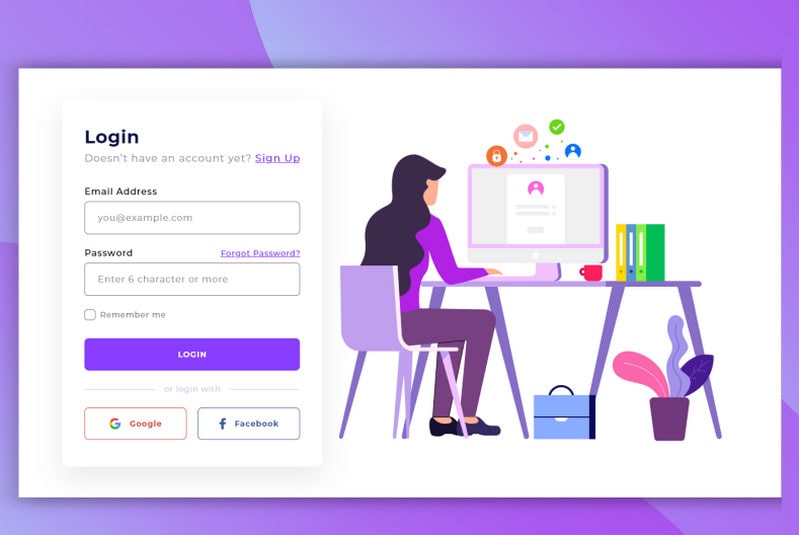 Login
Doesn't have an account yet? Sign Up
Email Address
you@example.com
Password Forgot Password?
Enter 6 character or more
Remember me
LOGIN
or login with
Google Facebook